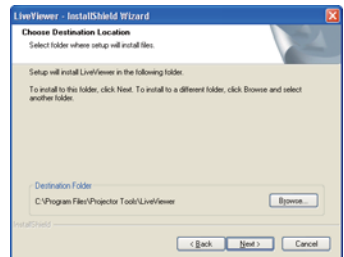 LiveViewer - InstallShield Wizard
Choose Destination Location
Select folder where setup will install files.
Setup will install LiveViewer in the following folder.
To install to this folder, click Next. To install to a different folder, click Browse and select
another folder.
Destination Folder
C:\Program Files\Projector Tools\LiveViewer
Browse...
InstallShield
< Back
Next >
Cancel